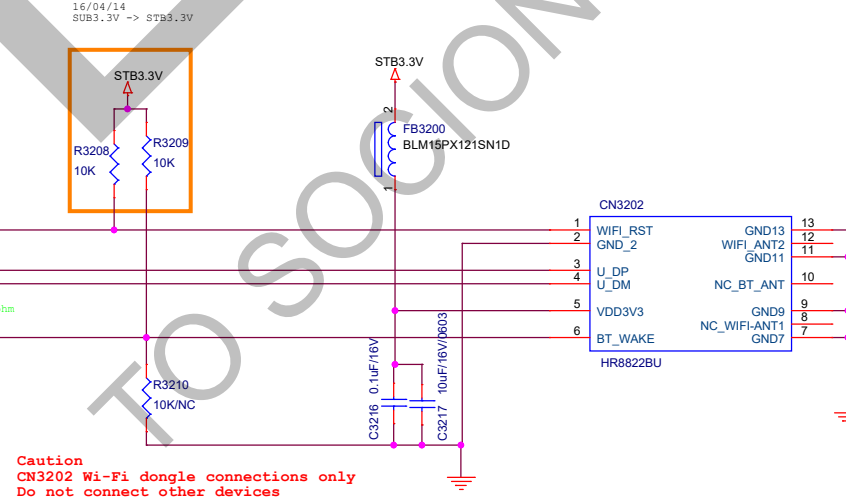 16/04/14
SUB3.3V -> STB3.3V
STB3.3V
R3208
10K
R3209
10K
STB3.3V
2
FB3200
BLM15PX121SN1D
1
CN3202
1 WIFI_RST
2 GND_2
3 U_DP
4 U_DM
5 VDD3V3
6 BT_WAKE
GND13 13
WIFI_ANT2 12
GND11 11
NC_BT_ANT 10
GND9 9
NC_WIFI-ANT1 8
GND7 7
HR8822BU
hm
R3210
10K/NC
C3216 0.1uF/16V
C3217 10uF/16V/0603
TO SOCION
Caution
CN3202 Wi-Fi dongle connections only
Do not connect other devices